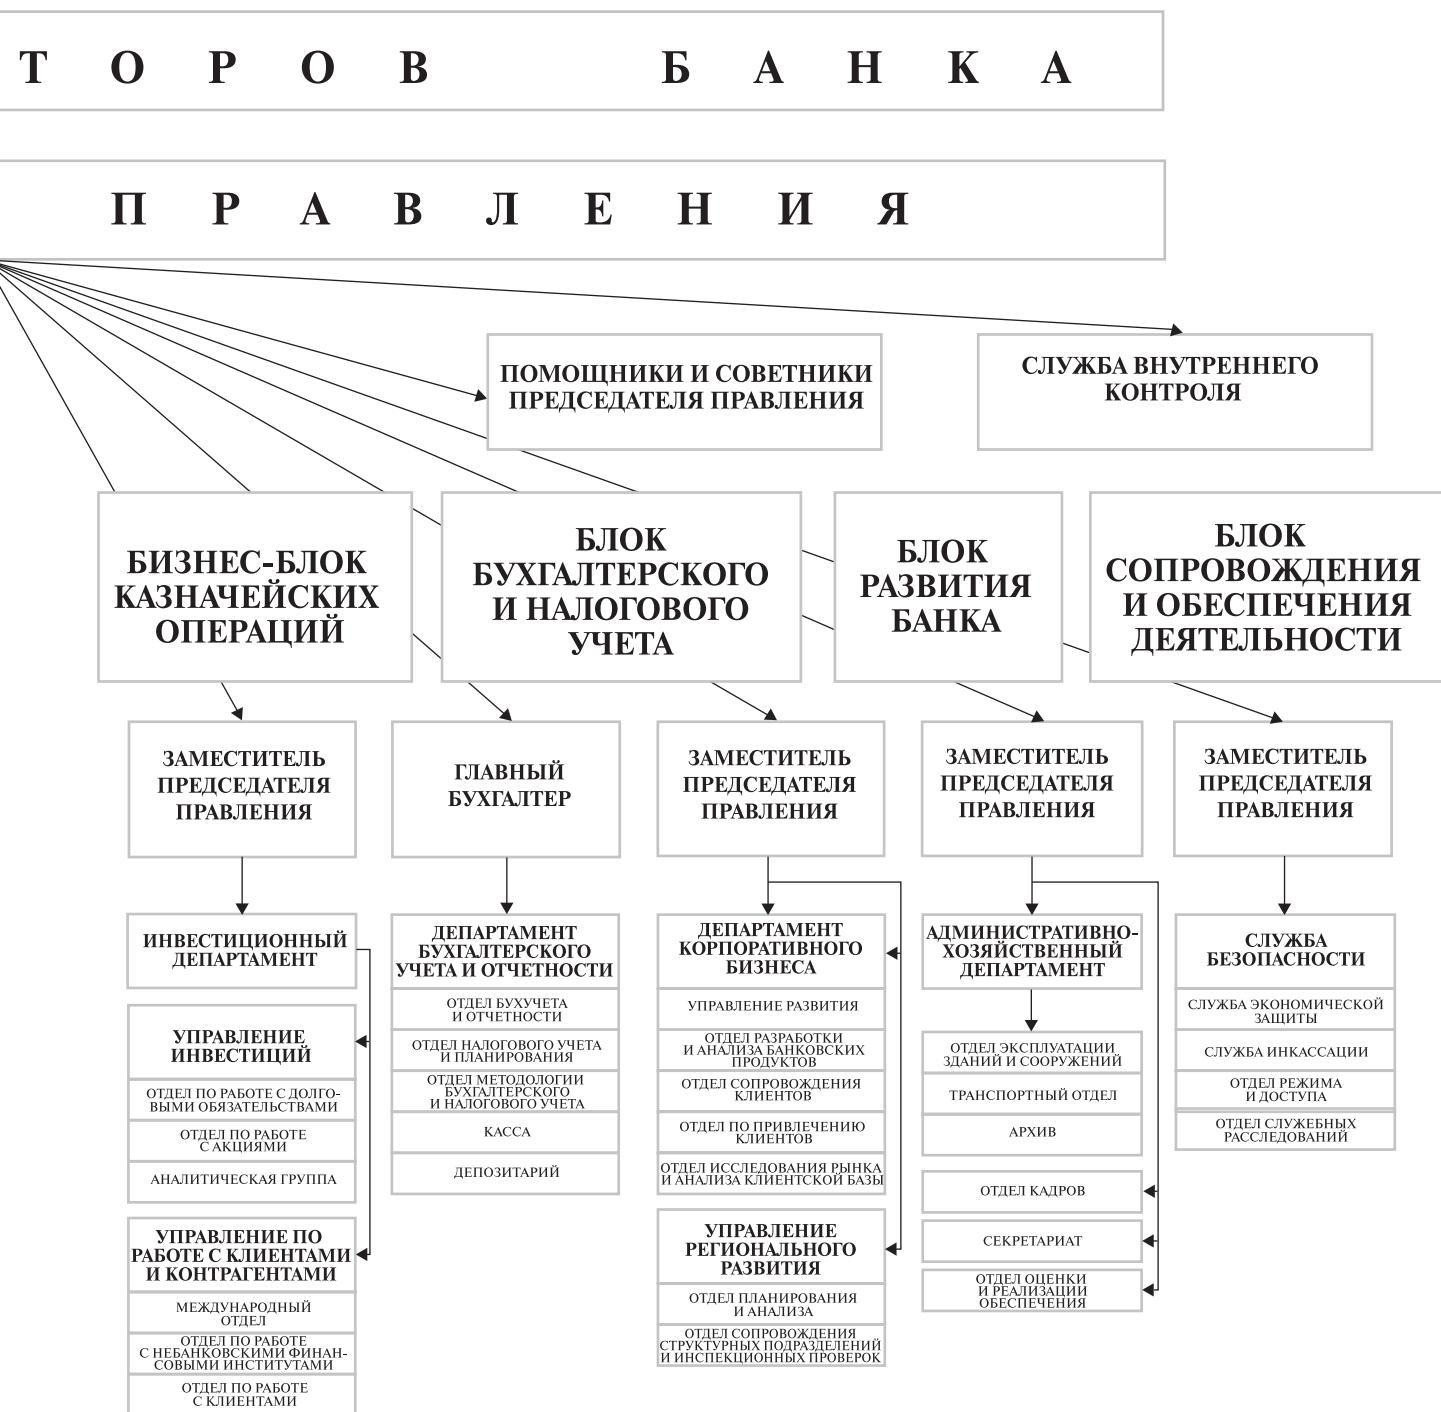 ТОРОВ БАНКА
ПРАВЛЕНИЯ
ПОМОЩНИКИ И СОВЕТНИКИ
ПРЕДСЕДАТЕЛЯ ПРАВЛЕНИЯ
СЛУЖБА ВНУТРЕННЕГО
КОНТРОЛЯ
БИЗНЕС-БЛОК
КАЗНАЧЕЙСКИХ
ОПЕРАЦИЙ
БЛОК
БУХГАЛТЕРСКОГО
И НАЛОГОВОГО
УЧЕТА
БЛОК
РАЗВИТИЯ
БАНКА
БЛОК
СОПРОВОЖДЕНИЯ
И ОБЕСПЕЧЕНИЯ
ДЕЯТЕЛЬНОСТИ
ЗАМЕСТИТЕЛЬ
ПРЕДСЕДАТЕЛЯ
ПРАВЛЕНИЯ
ГЛАВНЫЙ
БУХГАЛТЕР
ЗАМЕСТИТЕЛЬ
ПРЕДСЕДАТЕЛЯ
ПРАВЛЕНИЯ
ЗАМЕСТИТЕЛЬ
ПРЕДСЕДАТЕЛЯ
ПРАВЛЕНИЯ
ЗАМЕСТИТЕЛЬ
ПРЕДСЕДАТЕЛЯ
ПРАВЛЕНИЯ
ИНВЕСТИЦИОННЫЙ
ДЕПАРТАМЕНТ
УПРАВЛЕНИЕ
ИНВЕСТИЦИЙ
ОТДЕЛ ПО РАБОТЕ С ДОЛГО-
ВЫМИ ОБЯЗАТЕЛЬСТВАМИ
ОТДЕЛ ПО РАБОТЕ
С АКЦИЯМИ
АНАЛИТИЧЕСКАЯ ГРУППА
УПРАВЛЕНИЕ ПО
РАБОТЕ С КЛИЕНТАМИ
И КОНТРАГЕНТАМИ
МЕЖДУНАРОДНЫЙ
ОТДЕЛ
ОТДЕЛ ПО РАБОТЕ
С НЕБАНКОВСКИМИ ФИНАН-
СОВЫМИ ИНСТИТУТАМИ
ОТДЕЛ ПО РАБОТЕ
С КЛИЕНТАМИ
ДЕПАРТАМЕНТ
БУХГАЛТЕРСКОГО
УЧЕТА И ОТЧЕТНОСТИ
ОТДЕЛ БУХУЧЕТА
И ОТЧЕТНОСТИ
ОТДЕЛ НАЛОГОВОГО УЧЕТА
И ПЛАНИРОВАНИЯ
ОТДЕЛ МЕТОДОЛОГИИ
БУХГАЛТЕРСКОГО
И НАЛОГОВОГО УЧЕТА
КАССА
ДЕПОЗИТАРИЙ
ДЕПАРТАМЕНТ
КОРПОРАТИВНОГО
БИЗНЕСА
УПРАВЛЕНИЕ РАЗВИТИЯ
ОТДЕЛ РАЗРАБОТКИ
И АНАЛИЗА БАНКОВСКИХ
ПРОДУКТОВ
ОТДЕЛ СОПРОВОЖДЕНИЯ
КЛИЕНТОВ
ОТДЕЛ ПО ПРИВЛЕЧЕНИЮ
КЛИЕНТОВ
ОТДЕЛ ИССЛЕДОВАНИЯ РЫНКА
И АНАЛИЗА КЛИЕНТСКОЙ БАЗЫ
УПРАВЛЕНИЕ
РЕГИОНАЛЬНОГО
РАЗВИТИЯ
ОТДЕЛ ПЛАНИРОВАНИЯ
И АНАЛИЗА
ОТДЕЛ СОПРОВОЖДЕНИЯ
СТРУКТУРНЫХ ПОДРАЗДЕЛЕНИЙ
И ИНСПЕКЦИОННЫХ ПРОВЕРОК
АДМИНИСТРАТИВНО-
ХОЗЯЙСТВЕННЫЙ
ДЕПАРТАМЕНТ
ОТДЕЛ ЭКСПЛУАТАЦИИ
ЗДАНИЙ И СООРУЖЕНИЙ
ТРАНСПОРТНЫЙ ОТДЕЛ
АРХИВ
ОТДЕЛ КАДРОВ
СЕКРЕТАРИАТ
ОТДЕЛ ОЦЕНКИ
И РЕАЛИЗАЦИИ
ОБЕСПЕЧЕНИЯ
СЛУЖБА
БЕЗОПАСНОСТИ
СЛУЖБА ЭКОНОМИЧЕСКОЙ
ЗАЩИТЫ
СЛУЖБА ИНКАССАЦИИ
ОТДЕЛ РЕЖИМА
И ДОСТУПА
ОТДЕЛ СЛУЖЕБНЫХ
РАССЛЕДОВАНИЙ